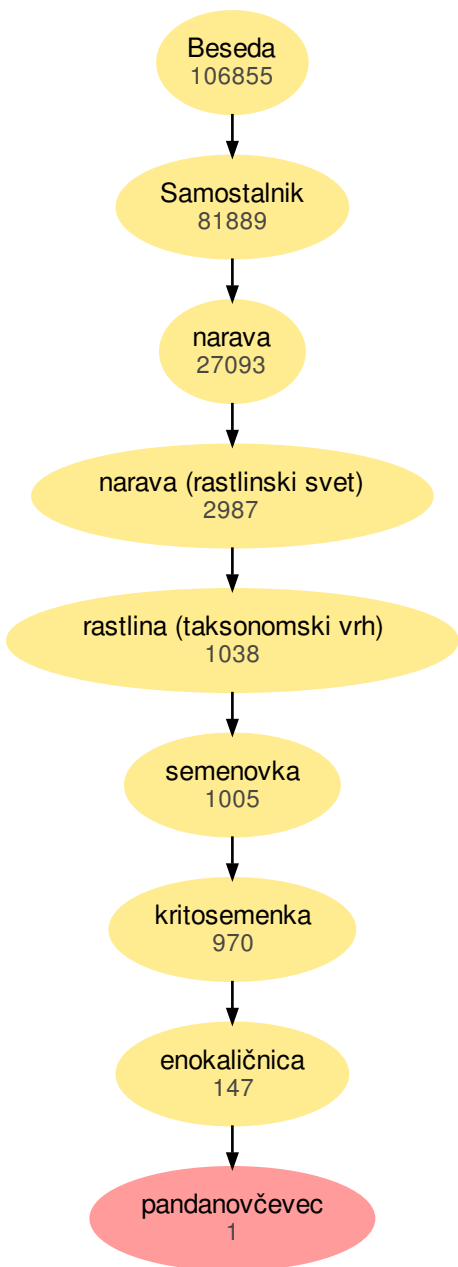 Beseda
106855
Samostalnik
81889
narava
27093
narava (rastlinski svet)
2987
rastlina (taksonomski vrh)
1038
semenovka
1005
kritosemenka
970
enokaličnica
147
pandanovčevec
1